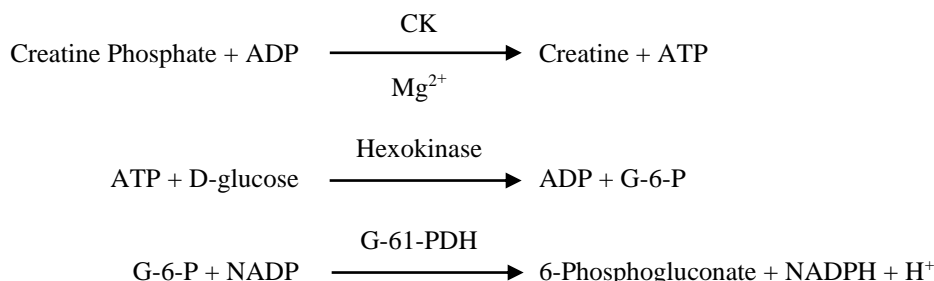 CK
Creatine Phosphate + ADP Creatine + ATP
Mg²⁺
Hexokinase
ATP + D-glucose ADP + G-6-P
G-61-PDH
G-6-P + NADP 6-Phosphogluconate + NADPH + H⁺